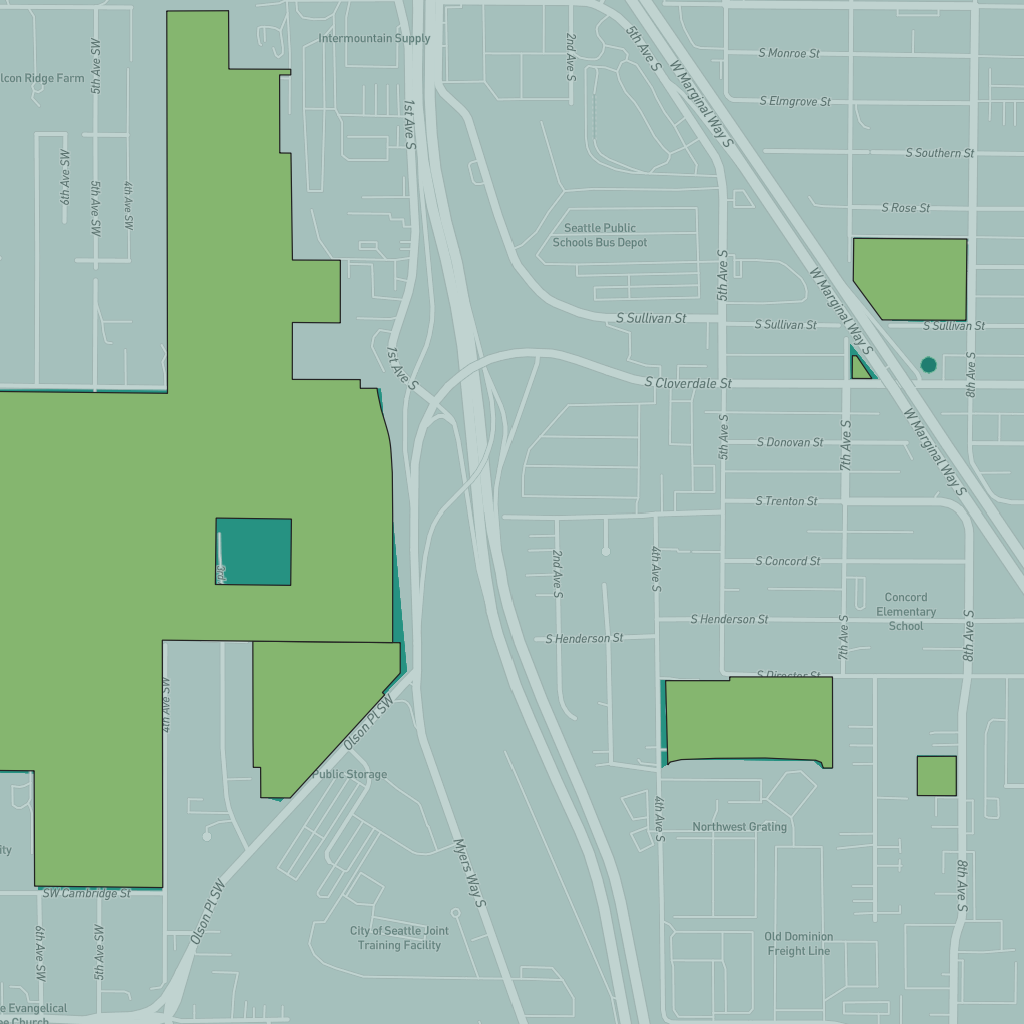 Intermountain Supply
2nd Ave S
5th Ave S
W Marginal Way S
S Monroe St
5th Ave SW
lcon Ridge Farm
1st Ave S
S Elmgrove St
6th Ave SW
5th Ave SW
4th Ave SW
S Southern St
S Rose St
Seattle Public
Schools Bus Depot
5th Ave S
W Marginal Way S
S Sullivan St
S Sullivan St
S Sullivan St
1st Ave S
S Cloverdale St
8th Ave S
5th Ave S
S Donovan St
7th Ave S
W Marginal Way S
S Trenton St
2nd Ave S
4th Ave S
S Concord St
Concord
Elementary
School
S Henderson St
S Henderson St
7th Ave S
8th Ave S
S Director St
4th Ave SW
Olson Pl SW
Public Storage
4th Ave S
Northwest Grating
ity
Myers Way S
8th Ave S
SW Cambridge St
Olson Pl SW
6th Ave SW
5th Ave SW
City of Seattle Joint
Training Facility
Old Dominion
Freight Line
e Evangelical
ee Church